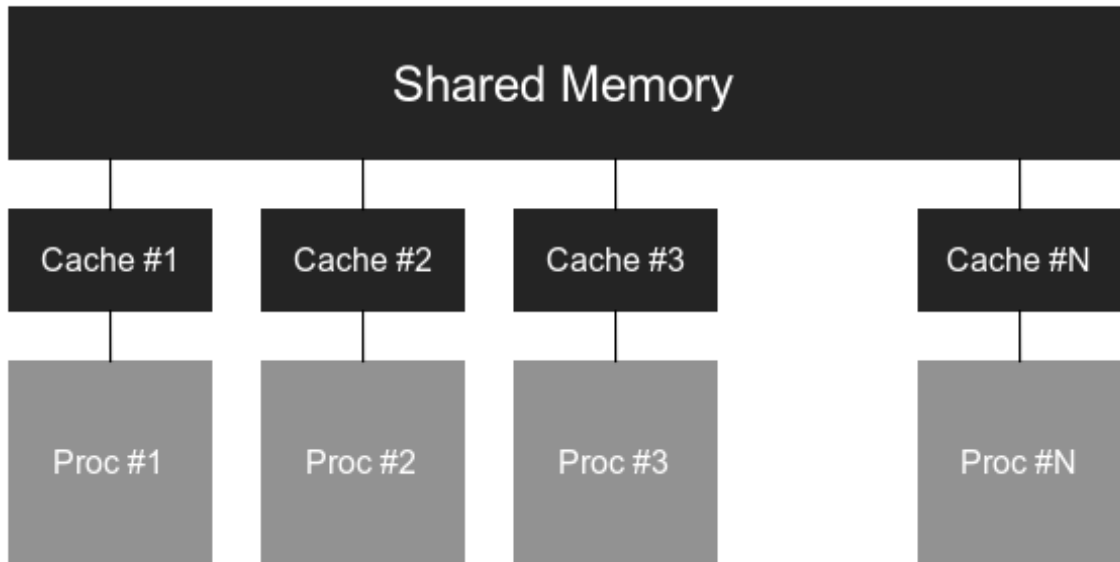 Shared Memory
Cache #1
Cache #2
Cache #3
Cache #N
Proc #1
Proc #2
Proc #3
Proc #N